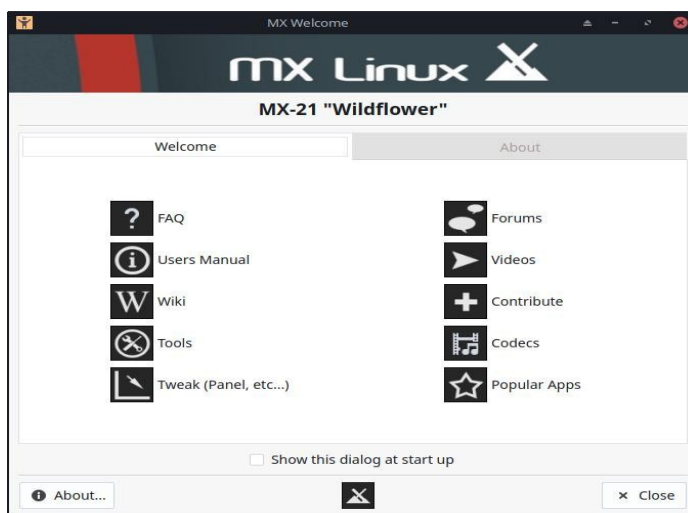 MX Welcome
MX Linux
MX-21 "Wildflower"
Welcome
About
FAQ
Users Manual
Wiki
Tools
Tweak (Panel, etc...)
Forums
Videos
Contribute
Codecs
Popular Apps
Show this dialog at start up
About...
Close